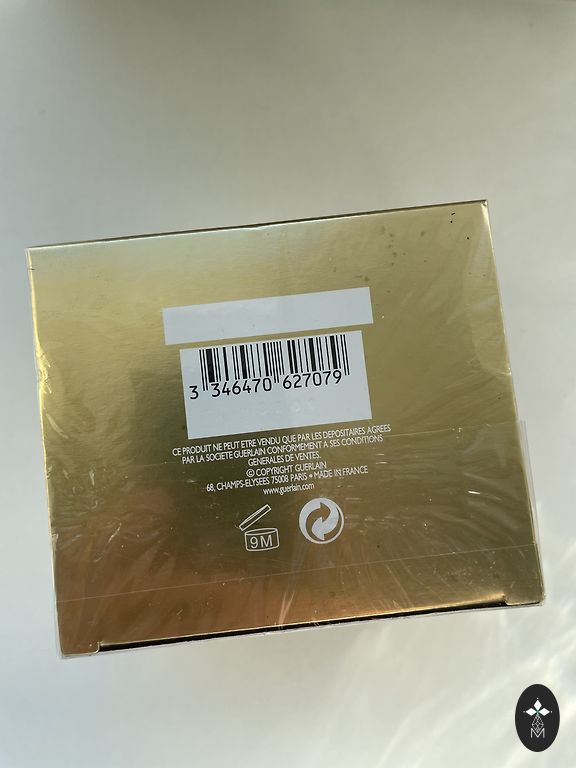 3 346470 627079
CE PRODUIT NE PEUT ETRE VENDU QUE PAR LES DEPOSITAIRES AGREES
PAR LA SOCIETE GUERLAIN CONFORMEMENT A SES CONDITIONS
GENERALES DE VENTES.
© COPYRIGHT GUERLAIN
68, CHAMPS-ELYSEES 75008 PARIS • MADE IN FRANCE
www.guerlain.com
9M
M